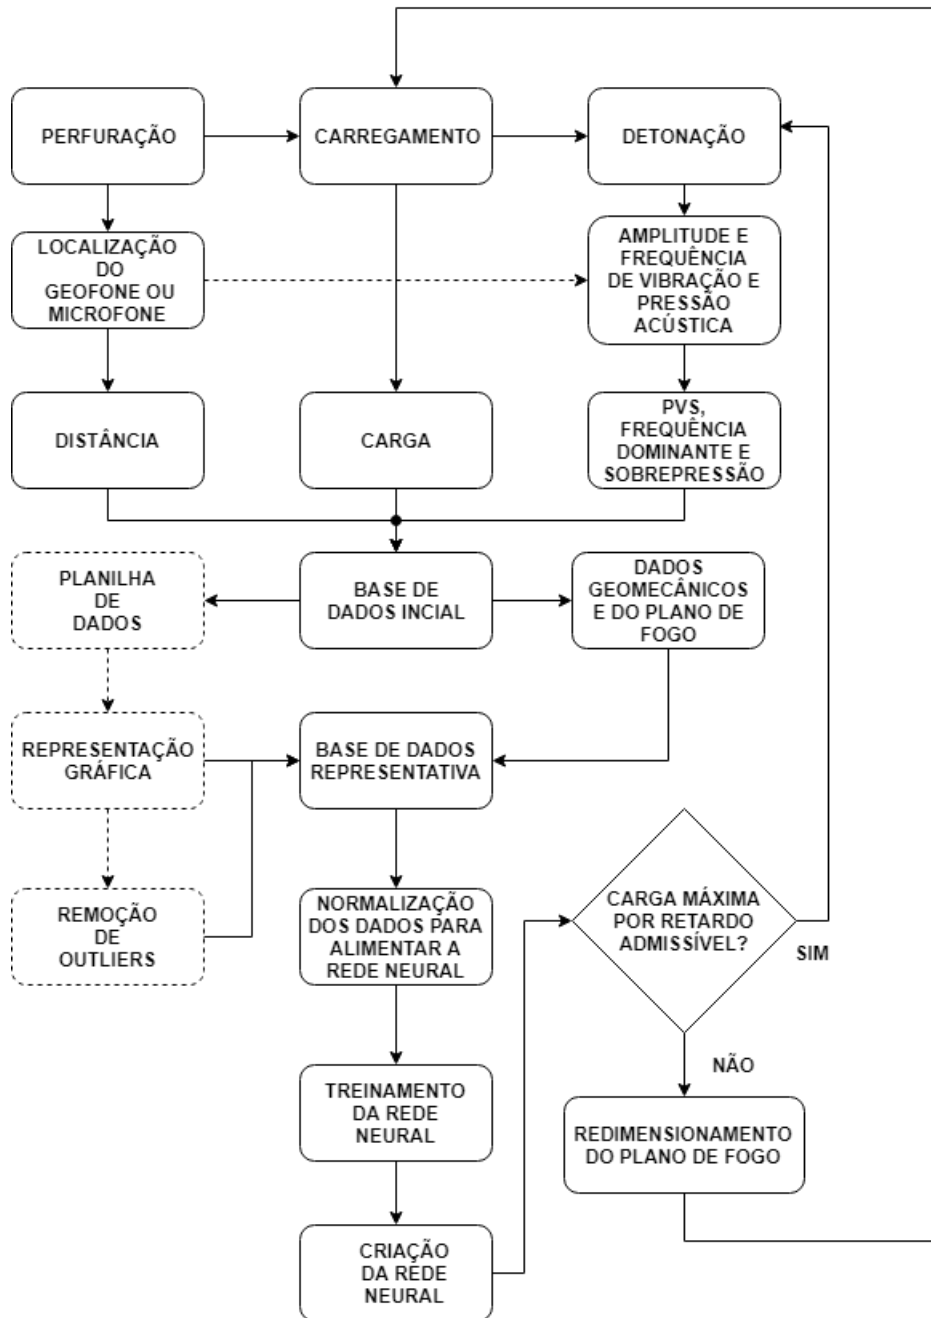 PERFURAÇÃO
CARREGAMENTO
DETONAÇÃO
LOCALIZAÇÃO
DO
GEOFONE OU
MICROFONE
AMPLITUDE E
FREQUÊNCIA
DE VIBRAÇÃO E
PRESSÃO
ACÚSTICA
DISTÂNCIA
CARGA
PVS,
FREQUÊNCIA
DOMINANTE E
SOBREPRESSÃO
PLANILHA
DE
DADOS
BASE DE
DADOS INCIAL
DADOS
GEOMECÂNICOS
E DO PLANO DE
FOGO
REPRESENTAÇÃO
GRÁFICA
BASE DE DADOS
REPRESENTATIVA
REMOÇÃO
DE
OUTLIERS
NORMALIZAÇÃO
DOS DADOS PARA
ALIMENTAR A
REDE NEURAL
CARGA MÁXIMA
POR RETARDO
ADMISSÍVEL?
SIM
NÃO
TREINAMENTO
DA REDE
NEURAL
REDIMENSIONAMENTO
DO PLANO DE FOGO
CRIAÇÃO
DA REDE
NEURAL